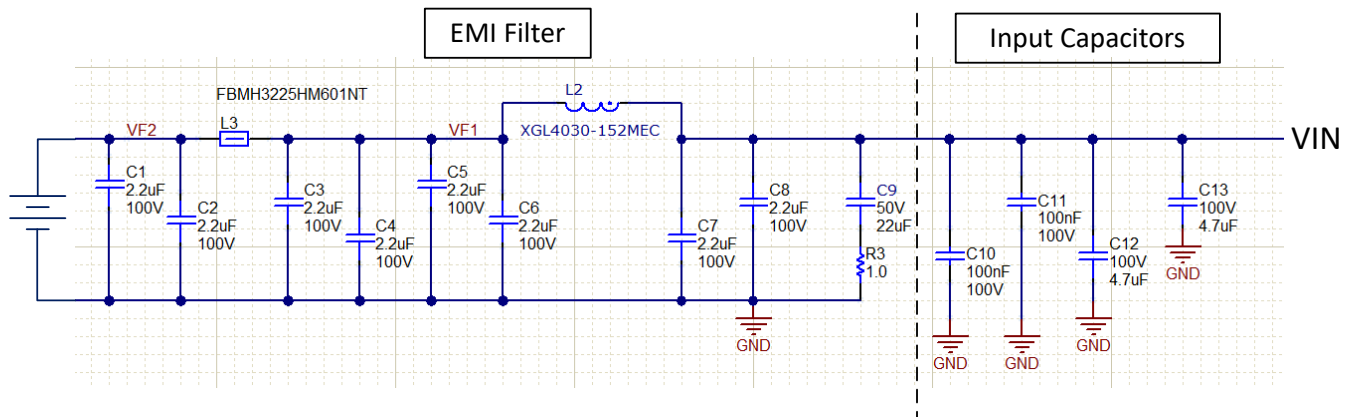 EMI Filter
Input Capacitors
FBMH3225HM601NT
L2
VF2
L3
VF1
XGL4030-152MEC
VIN
C1
2.2uF
100V
C2
2.2uF
100V
C3
2.2uF
100V
C4
2.2uF
100V
C5
2.2uF
100V
C6
2.2uF
100V
C7
2.2uF
100V
C8
2.2uF
100V
C9
50V
22uF
R3
1.0
GND
C10
100nF
100V
GND
C11
100nF
100V
GND
C12
100V
4.7uF
GND
C13
100V
4.7uF
GND